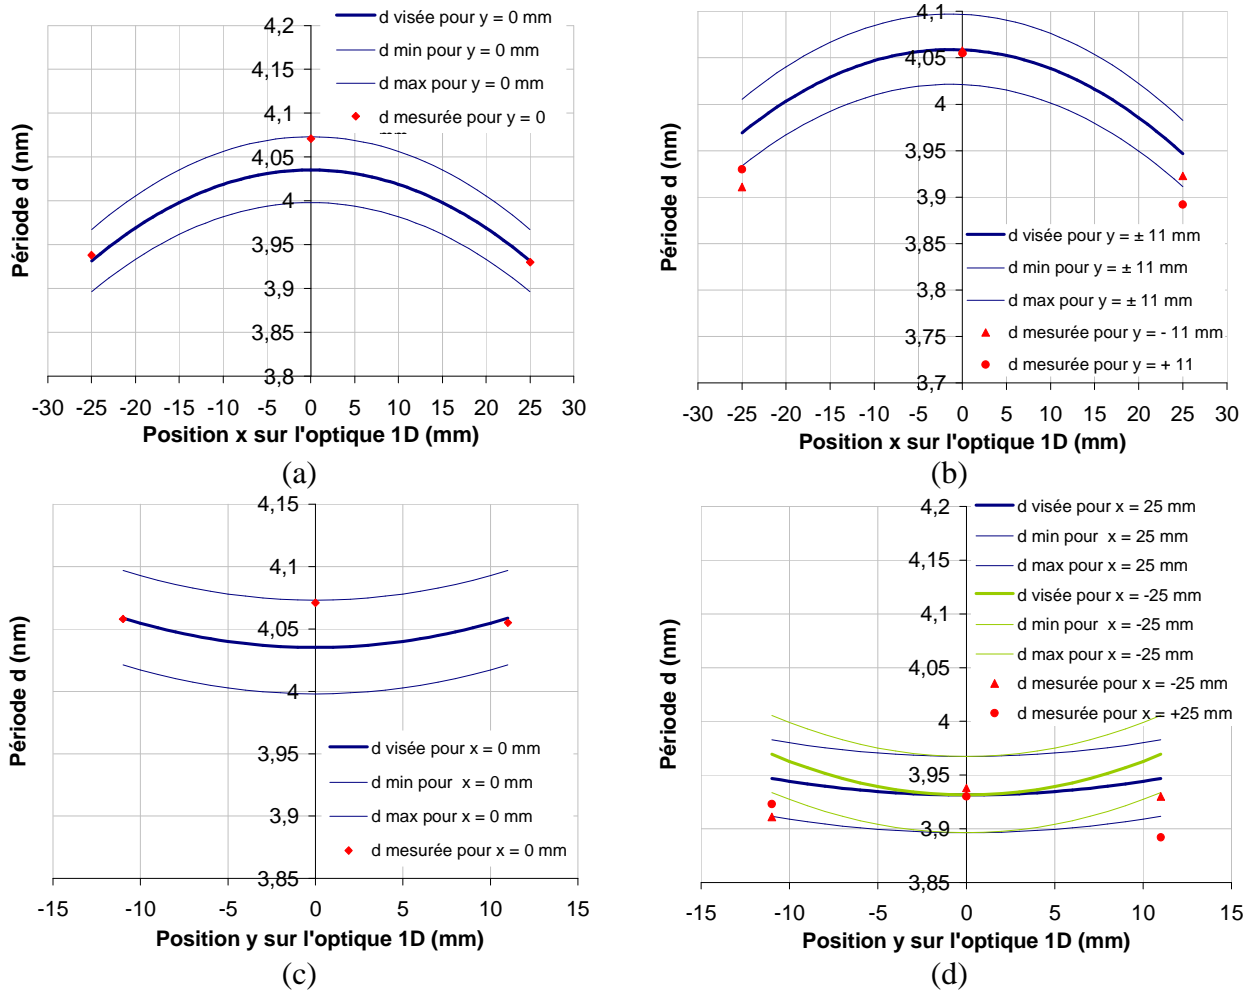 d visée pour y = 0 mm
d min pour y = 0 mm
d max pour y = 0 mm
d mesurée pour y = 0
4,2
4,15
4,1
4,05
4
3,95
3,9
3,85
3,8
-30 -25 -20 -15 -10 -5 0 5 10 15 20 25 30
Période d (nm)
Position x sur l'optique 1D (mm)
(a)
4,1
4,05
4
3,95
3,9
3,85
3,8
3,75
3,7
d visée pour y = ± 11 mm
d min pour y = ± 11 mm
d max pour y = ± 11 mm
d mesurée pour y = - 11 mm
d mesurée pour y = + 11
-30 -25 -20 -15 -10 -5 0 5 10 15 20 25 30
Période d (nm)
Position x sur l'optique 1D (mm)
(b)
4,15
4,1
4,05
4
3,95
3,9
3,85
d visée pour x = 0 mm
d min pour x = 0 mm
d max pour x = 0 mm
d mesurée pour x = 0 mm
-15 -10 -5 0 5 10 15
Période d (nm)
Position y sur l'optique 1D (mm)
(c)
d visée pour x = 25 mm
d min pour x = 25 mm
d max pour x = 25 mm
d visée pour x = -25 mm
d min pour x = -25 mm
d max pour x = -25 mm
d mesurée pour x = -25 mm
d mesurée pour x = +25 mm
4,2
4,15
4,1
4,05
4
3,95
3,9
3,85
-15 -10 -5 0 5 10 15
Période d (nm)
Position y sur l'optique 1D (mm)
(d)